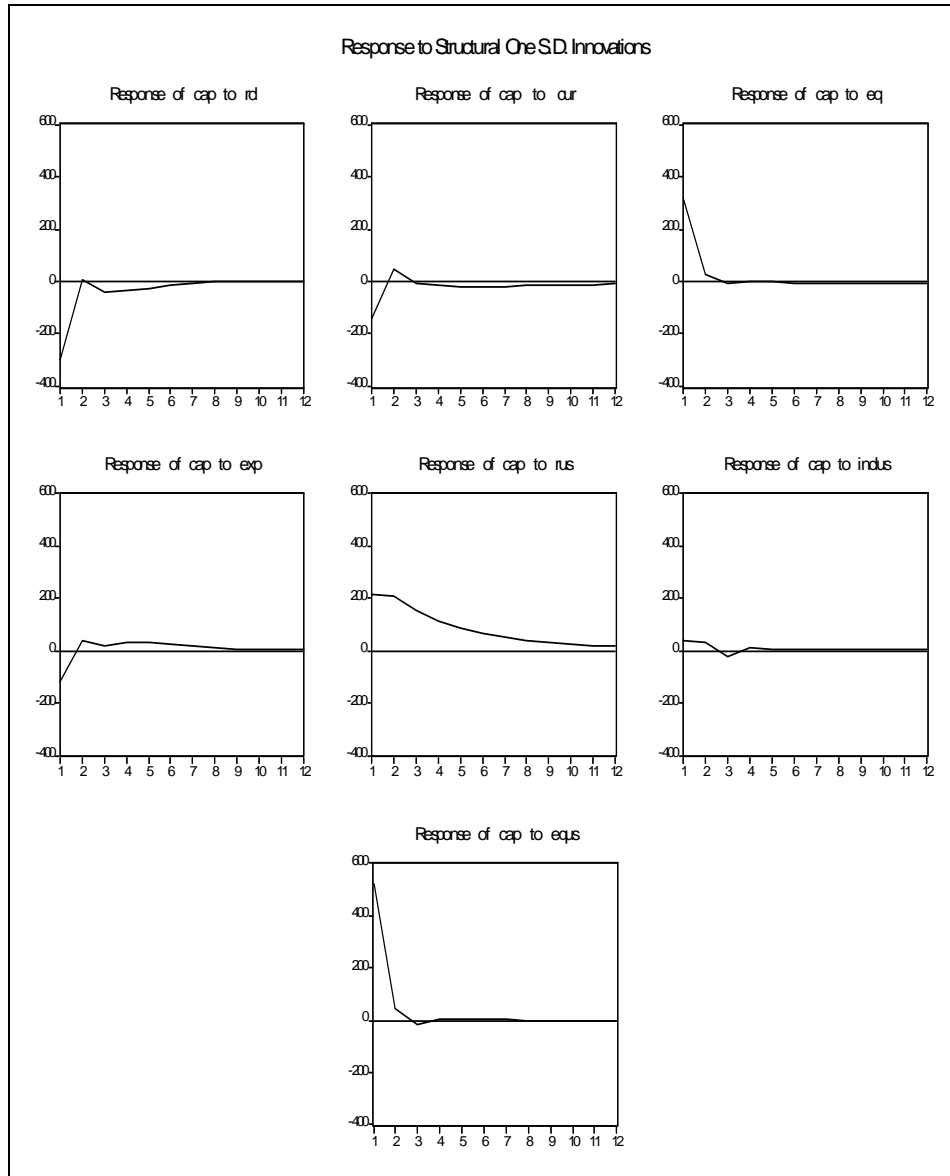 Response to Structural One S.D. Innovations
Response of cap to rd
Response of cap to cur
Response of cap to eq
600
400
200
0
-200
-400
1 2 3 4 5 6 7 8 9 10 11 12
600
400
200
0
-200
-400
1 2 3 4 5 6 7 8 9 10 11 12
600
400
200
0
-200
-400
1 2 3 4 5 6 7 8 9 10 11 12
Response of cap to exp
Response of cap to rus
Response of cap to indus
600
400
200
0
-200
-400
1 2 3 4 5 6 7 8 9 10 11 12
600
400
200
0
-200
-400
1 2 3 4 5 6 7 8 9 10 11 12
600
400
200
0
-200
-400
1 2 3 4 5 6 7 8 9 10 11 12
Response of cap to equs
600
400
200
0
-200
-400
1 2 3 4 5 6 7 8 9 10 11 12